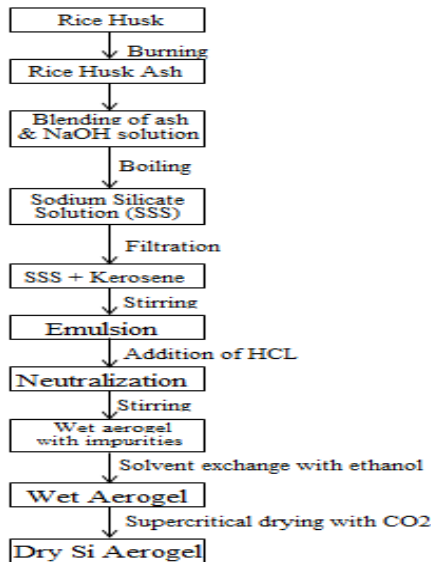 Rice Husk
Burning
Rice Husk Ash
Blending of ash
& NaOH solution
Boiling
Sodium Silicate
Solution (SSS)
Filtration
SSS + Kerosene
Stirring
Emulsion
Addition of HCL
Neutralization
Stirring
Wet aerogel
with impurities
Solvent exchange with ethanol
Wet Aerogel
Supercritical drying with CO2
Dry Si Aerogel